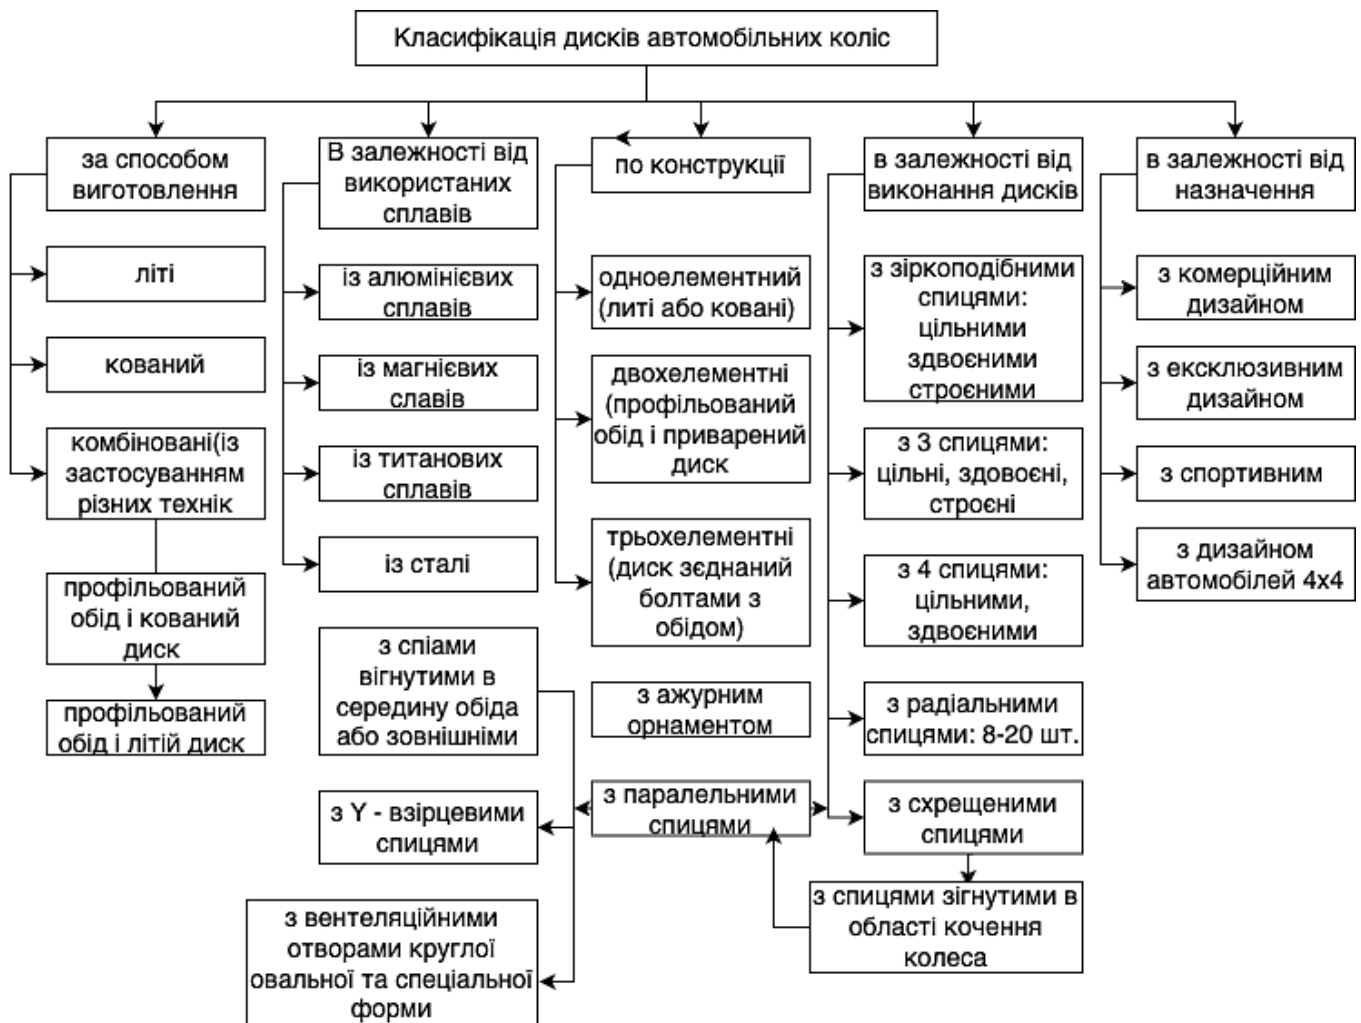 Класифікація дисків автомобільних коліс
за способом
виготовлення
літі
кований
комбіновані(із
застосуванням
різних технік
профільований
обід і кований
диск
профільований
обід і літій диск
В залежності від
використаних
сплавів
із алюмінієвих
сплавів
із магнієвих
славів
із титанових
сплавів
із сталі
з спіами
вігнутими в
середину обіда
або зовнішніми
з Y - взірцевими
спицями
з вентеляційними
отворами круглої
овальної та спеціальної
форми
по конструкції
одноелементний
(литі або ковані)
двохелементні
(профільований
обід і приварений
диск
трьохелементні
(диск зєднаний
болтами з
обідом)
з ажурним
орнаментом
з паралельними
спицями
в залежності від
виконання дисків
з зіркоподібними
спицями:
цільними
здвоєними
строєними
з 3 спицями:
цільні, здовоєні,
строєні
з 4 спицями:
цільними,
здвоєними
з радіальними
спицями: 8-20 шт.
з схрещеними
спицями
з спицями зігнутими в
області кочення
колеса
в залежності від
назначення
з комерційним
дизайном
з ексклюзивним
дизайном
з спортивним
з дизайном
автомобілей 4х4